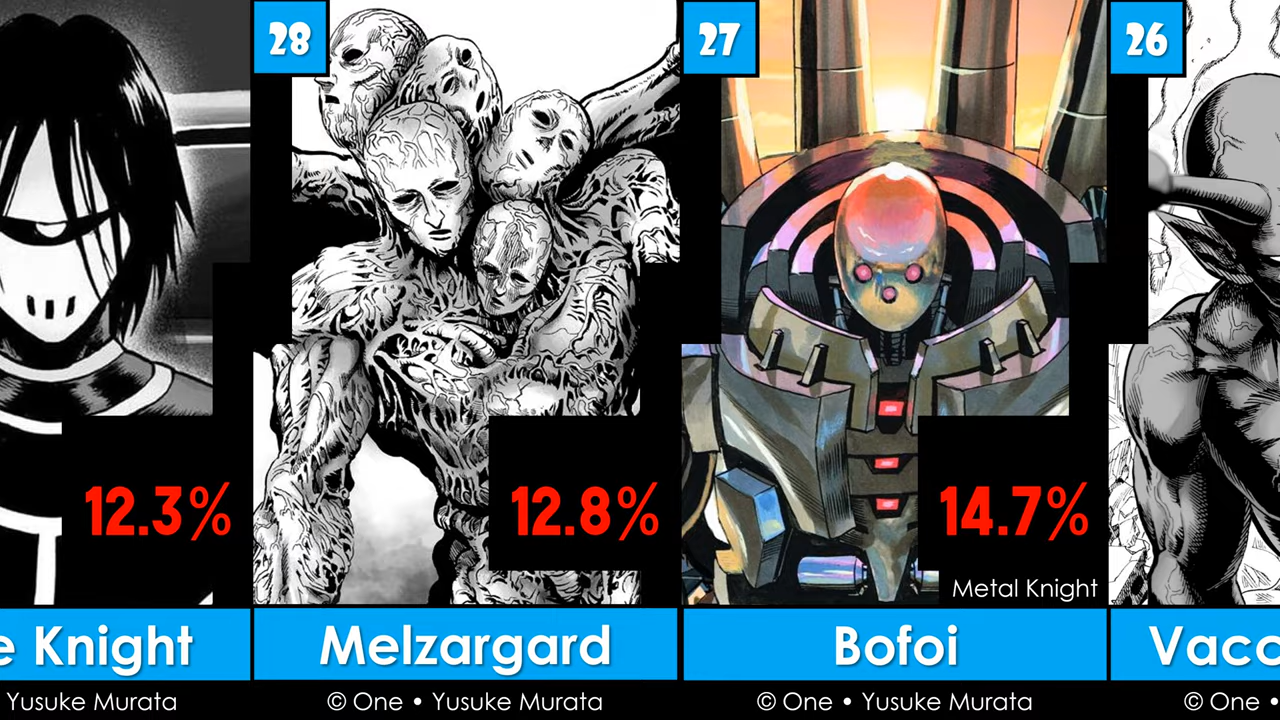 28
27
26
12.3%
12.8%
14.7%
Metal Knight
e Knight
Melzargard
Bofoi
Vacc
Yusuke Murata
© One • Yusuke Murata
© One • Yusuke Murata
© One •